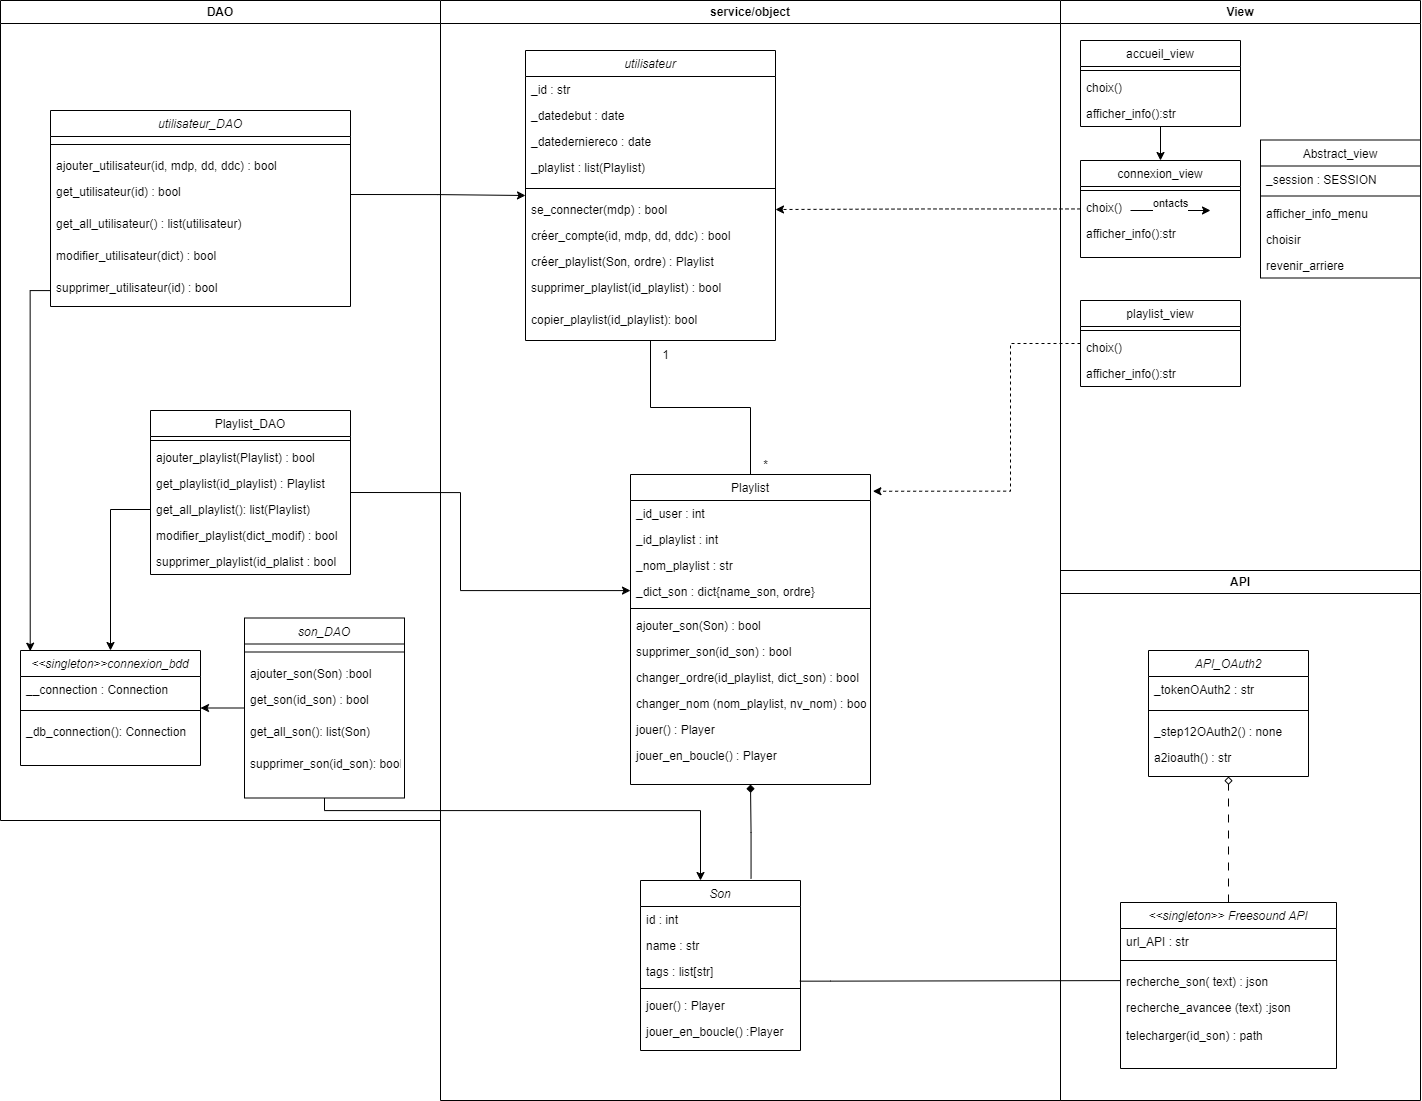 DAO
utilisateur_DAO
ajouter_utilisateur(id, mdp, dd, ddc) : bool
get_utilisateur(id) : bool
get_all_utilisateur() : list(utilisateur)
modifier_utilisateur(dict) : bool
supprimer_utilisateur(id) : bool
Playlist_DAO
ajouter_playlist(Playlist) : bool
get_playlist(id_playlist) : Playlist
get_all_playlist(): list(Playlist)
modifier_playlist(dict_modif) : bool
supprimer_playlist(id_plalist : bool
son_DAO
ajouter_son(Son) :bool
get_son(id_son) : bool
get_all_son(): list(Son)
supprimer_son(id_son): bool
<<singleton>>connexion_bdd
__connection : Connection
_db_connection(): Connection
service/object
utilisateur
_id : str
_datedebut : date
_datederniereco : date
_playlist : list(Playlist)
se_connecter(mdp) : bool
créer_compte(id, mdp, dd, ddc) : bool
créer_playlist(Son, ordre) : Playlist
supprimer_playlist(id_playlist) : bool
copier_playlist(id_playlist): bool
1
*
Playlist
_id_user : int
_id_playlist : int
_nom_playlist : str
_dict_son : dict{name_son, ordre}
ajouter_son(Son) : bool
supprimer_son(id_son) : bool
changer_ordre(id_playlist, dict_son) : bool
changer_nom (nom_playlist, nv_nom) : boo
jouer() : Player
jouer_en_boucle() : Player
Son
id : int
name : str
tags : list[str]
jouer() : Player
jouer_en_boucle() :Player
View
accueil_view
choix()
afficher_info():str
connexion_view
choix()
ontacts
afficher_info():str
Abstract_view
_session : SESSION
afficher_info_menu
choisir
revenir_arriere
playlist_view
choix()
afficher_info():str
API
API_OAuth2
_tokenOAuth2 : str
_step12OAuth2() : none
a2ioauth() : str
<<singleton>> Freesound API
url_API : str
recherche_son( text) : json
recherche_avancee (text) :json
telecharger(id_son) : path